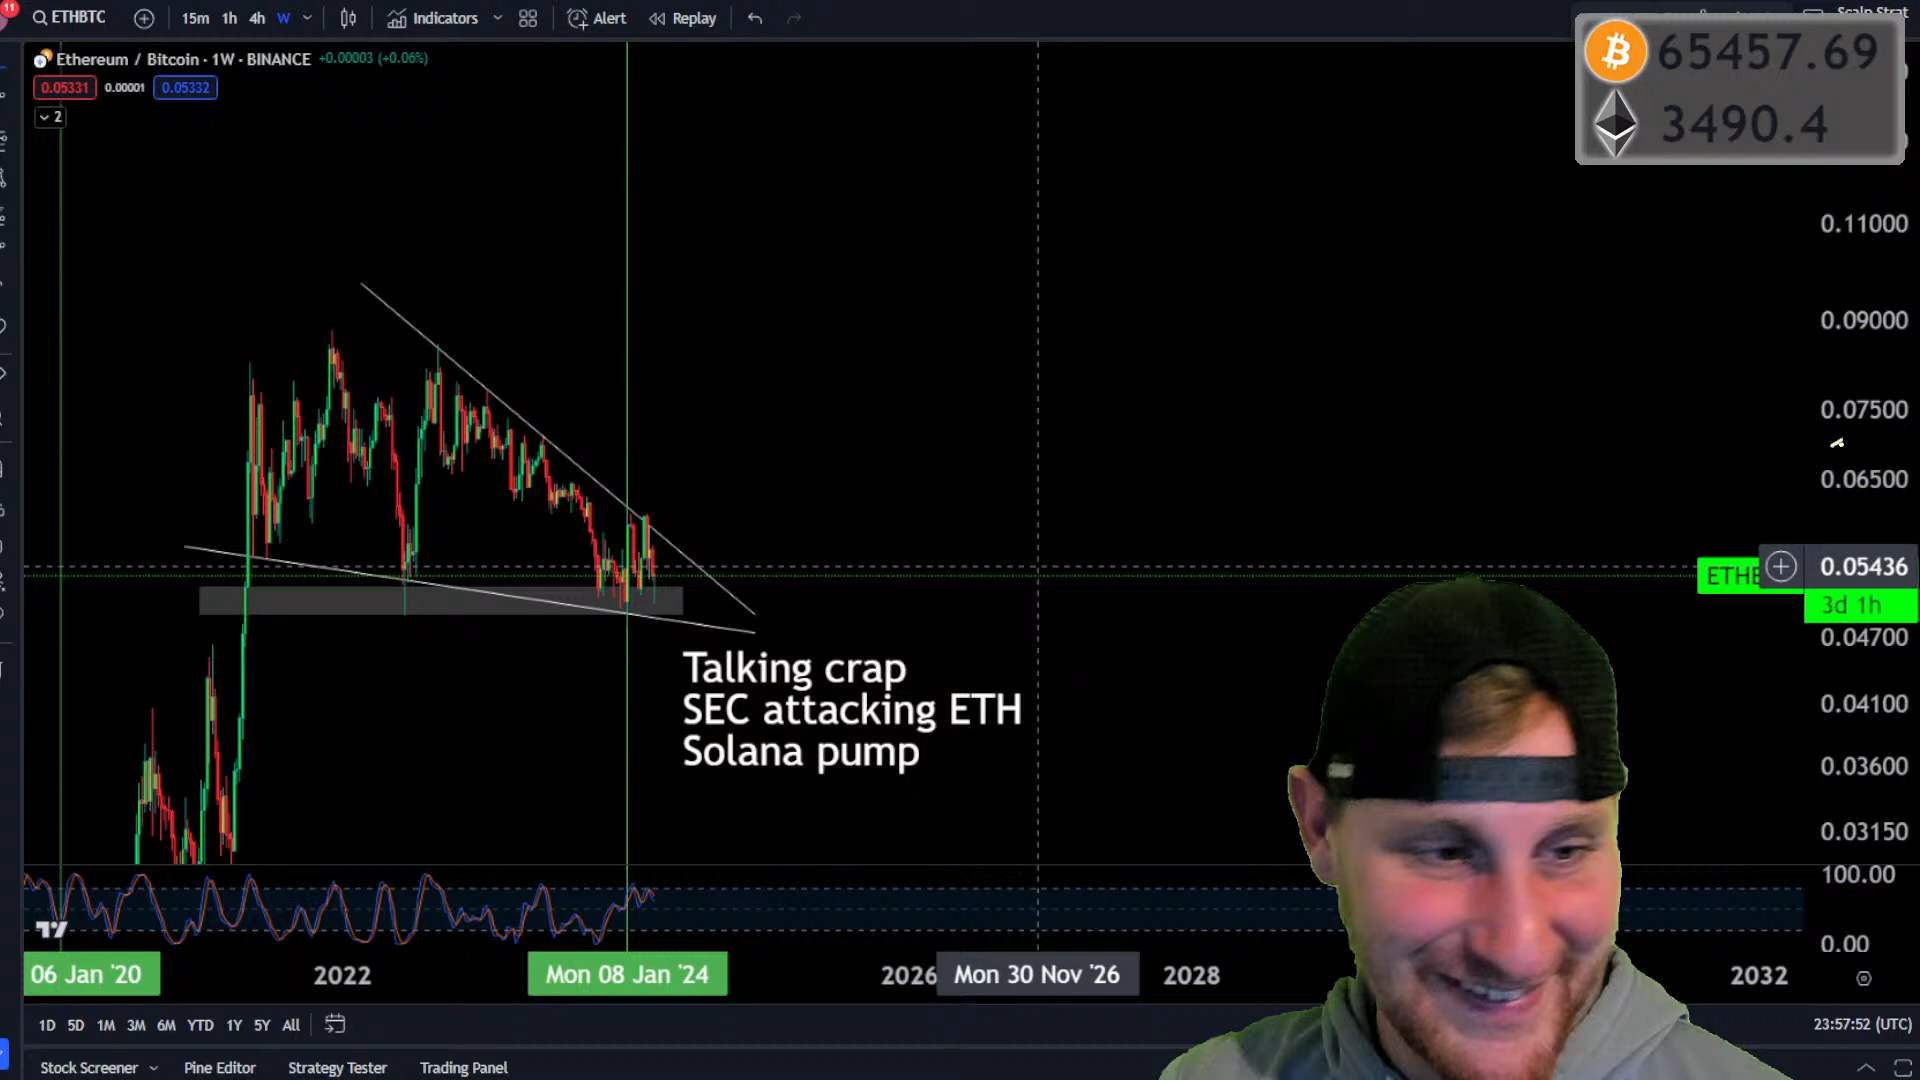 11
ETHBTC
15m 1h 4h W
Indicators
Alert
Replay
Ethereum / Bitcoin · 1W · BINANCE +0.00003 (+0.06%)
0.05331 0.00001 0.05332
2
65457.69
3490.4
0.11000
0.09000
0.07500
0.06500
0.05436
3d 1h
0.04700
0.04100
0.03600
0.03150
100.00
0.00
Talking crap
SEC attacking ETH
Solana pump
06 Jan '20 2022 Mon 08 Jan '24 2026 Mon 30 Nov '26 2028 2032
1D 5D 1M 3M 6M YTD 1Y 5Y All
23:57:52 (UTC)
Stock Screener Pine Editor Strategy Tester Trading Panel